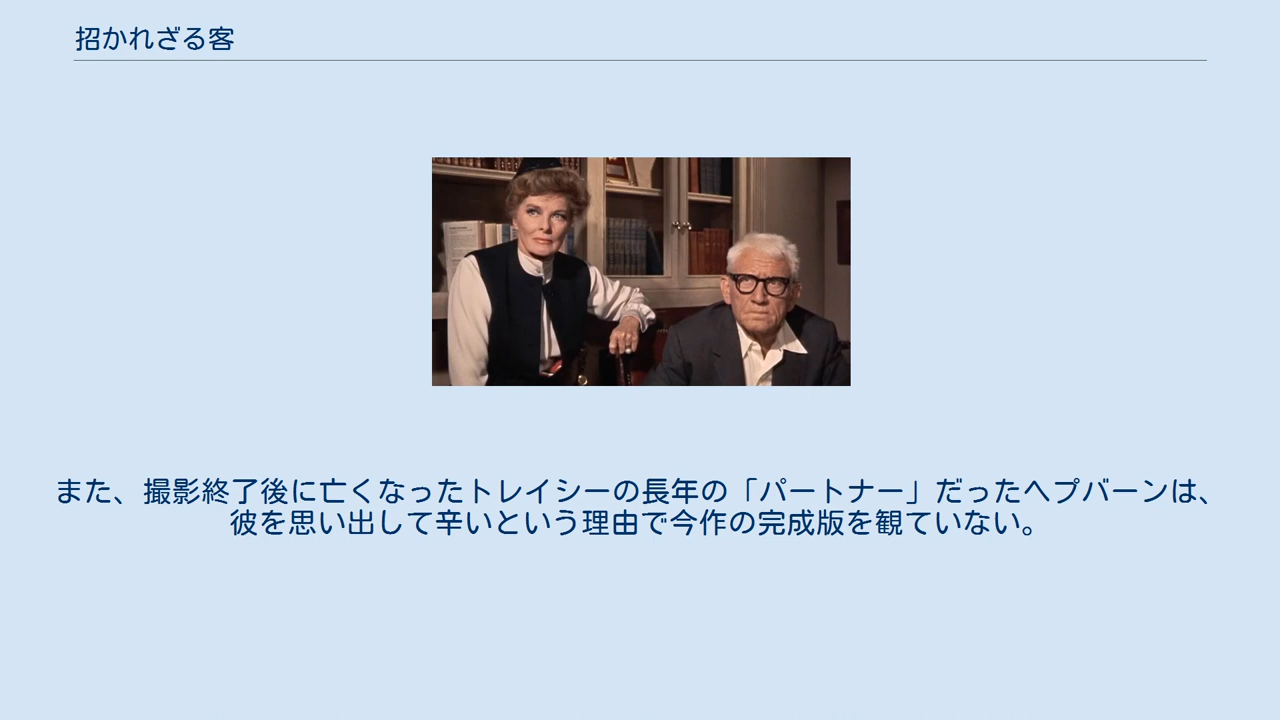 招かれざる客
また、撮影終了後に亡くなったトレイシーの長年の「パートナー」だったヘプバーンは、
彼を思い出して辛いという理由で今作の完成版を観ていない。